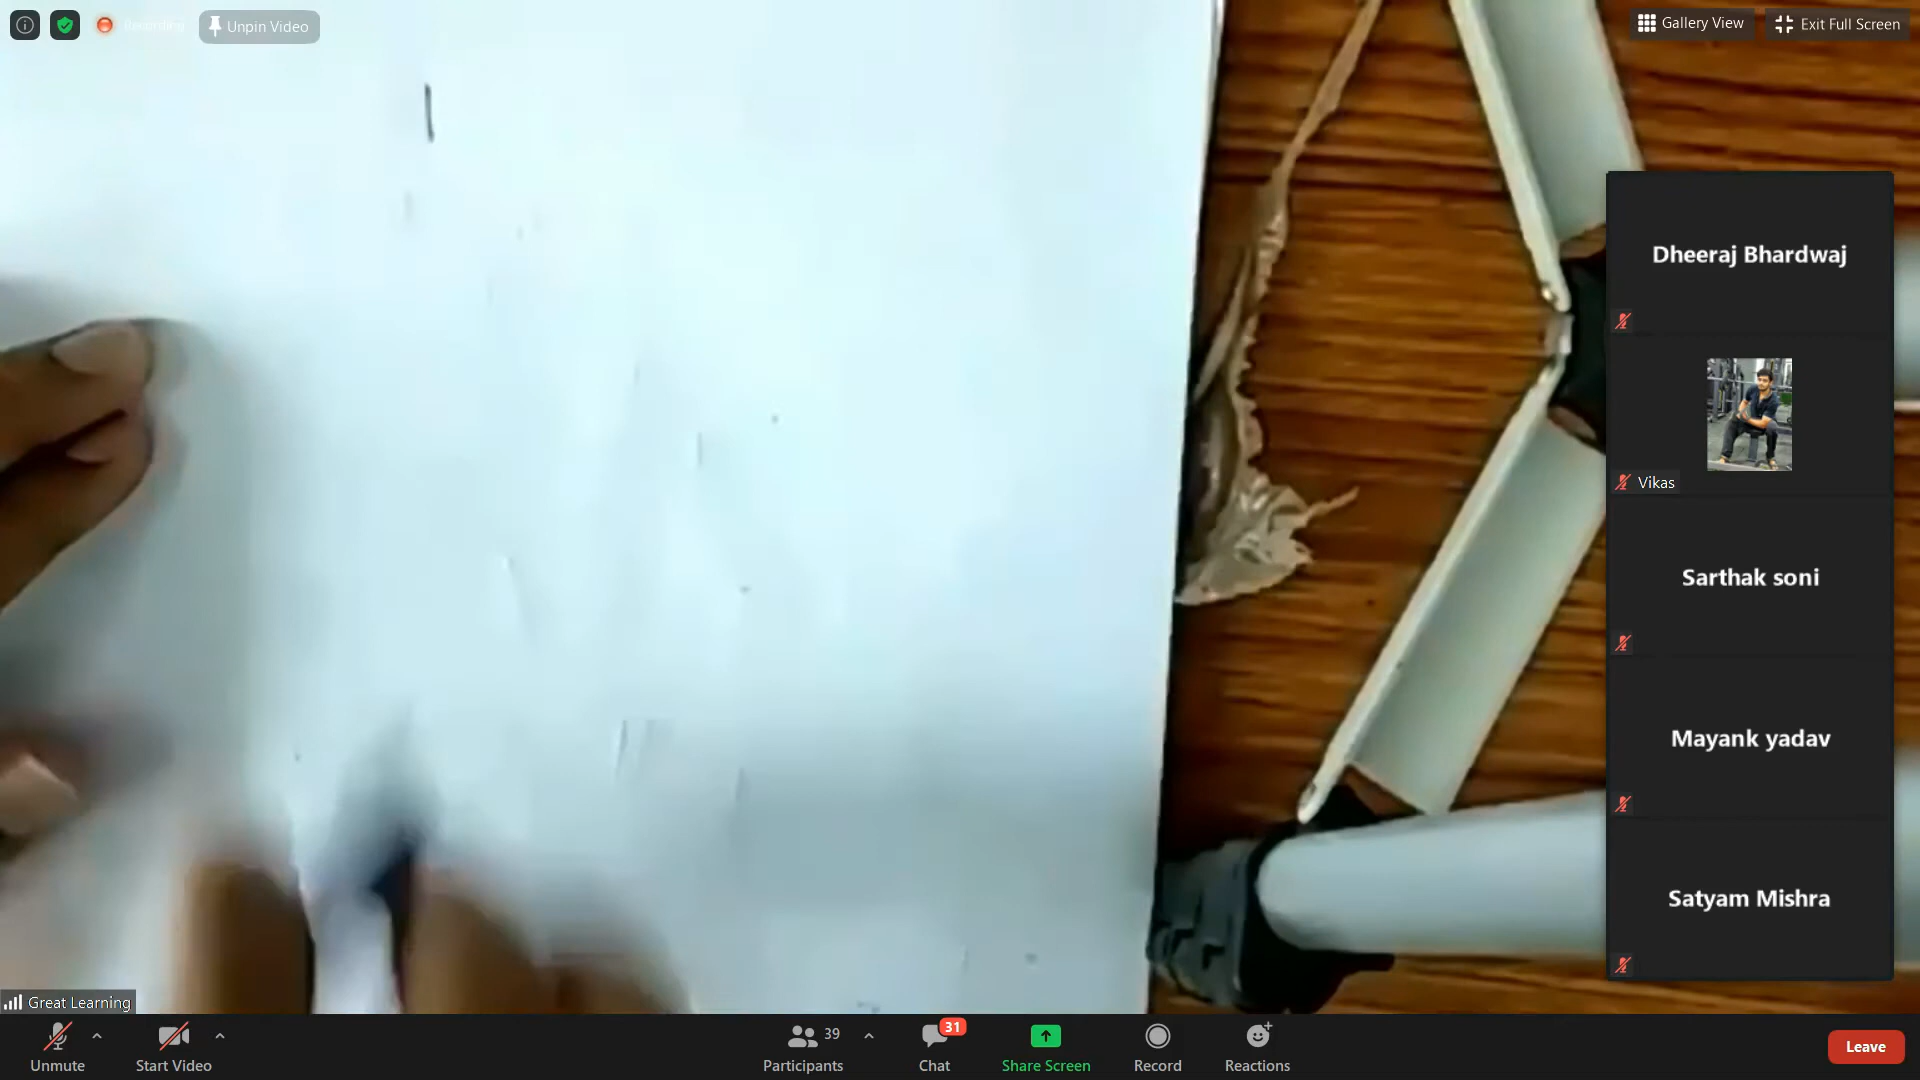 Recording
Unpin Video
Gallery View
Exit Full Screen
Dheeraj Bhardwaj
Vikas
Sarthak soni
Mayank yadav
Satyam Mishra
Great Learning
Unmute
Start Video
39
Participants
31
Chat
Share Screen
Record
Reactions
Leave